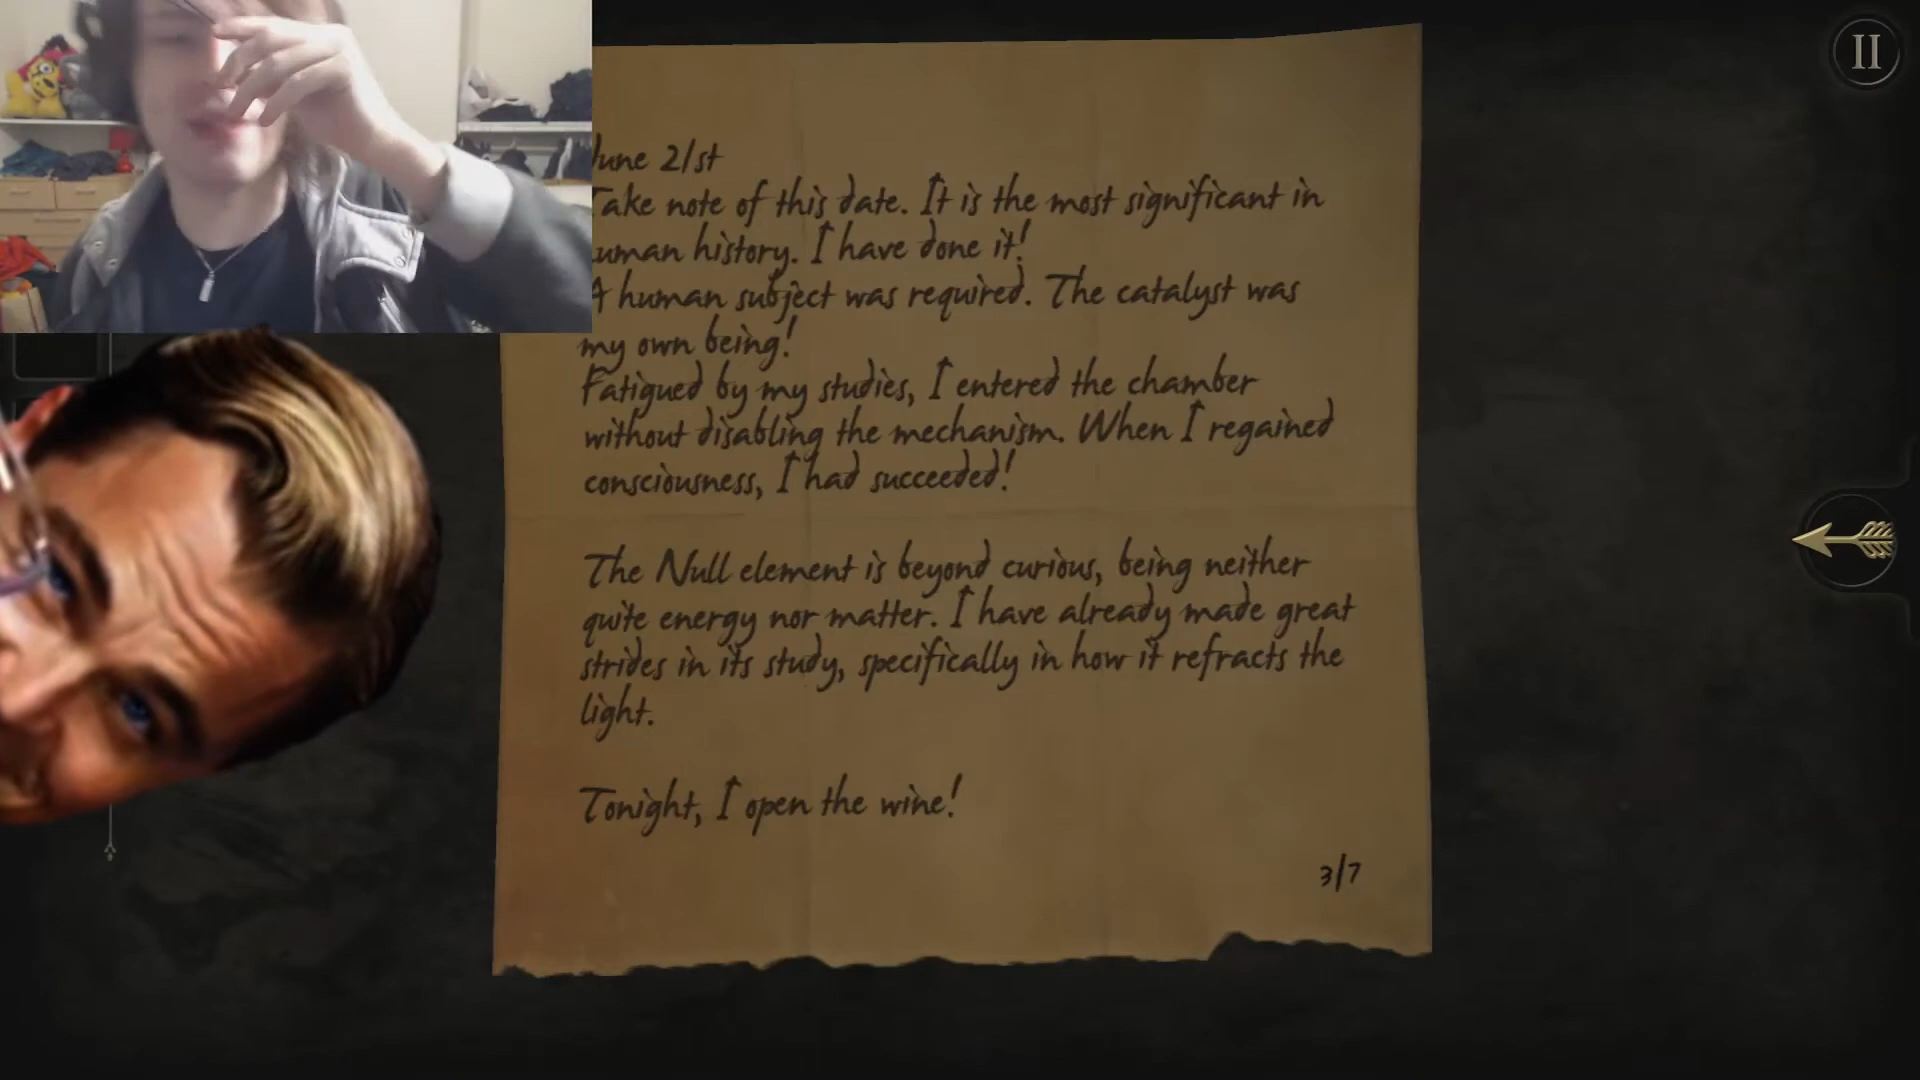 June 21st
Take note of this date. It is the most significant in
uman history. I have done it!
A human subject was required. The catalyst was
my own being!
Fatigued by my studies, I entered the chamber
without disabling the mechanism. When I regained
consciousness, I had succeeded!
The Null element is beyond curious, being neither
quite energy nor matter. I have already made great
strides in its study, specifically in how it refracts the
light.
Tonight, I open the wine!
3/7